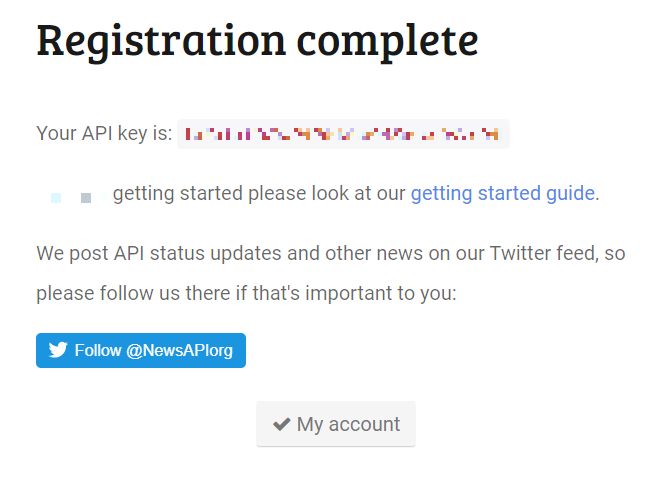 Registration complete
Your API key is:
getting started please look at our getting started guide.
We post API status updates and other news on our Twitter feed, so
please follow us there if that's important to you:
Follow @NewsAPIorg
My account